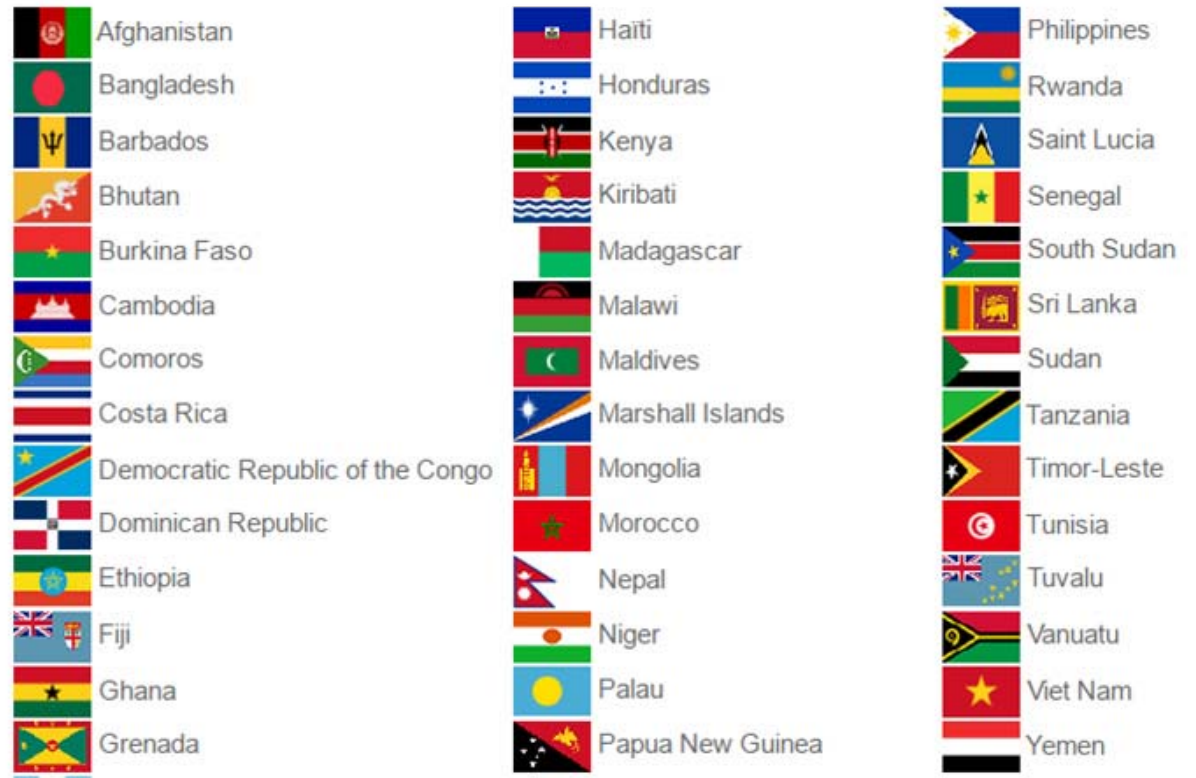 Afghanistan
Bangladesh
Barbados
Bhutan
Burkina Faso
Cambodia
Comoros
Costa Rica
Democratic Republic of the Congo
Dominican Republic
Ethiopia
Fiji
Ghana
Grenada
Haïti
Honduras
Kenya
Kiribati
Madagascar
Malawi
Maldives
Marshall Islands
Mongolia
Morocco
Nepal
Niger
Palau
Papua New Guinea
Philippines
Rwanda
Saint Lucia
Senegal
South Sudan
Sri Lanka
Sudan
Tanzania
Timor-Leste
Tunisia
Tuvalu
Vanuatu
Viet Nam
Yemen